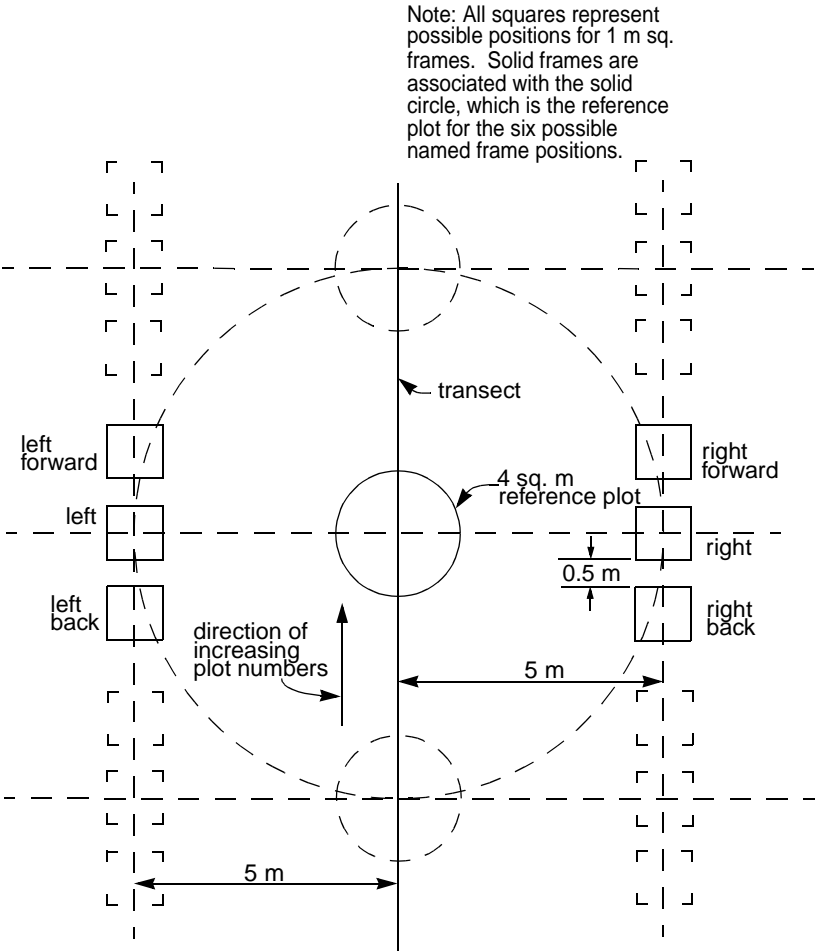 Note: All squares represent
possible positions for 1 m sq.
frames. Solid frames are
associated with the solid
circle, which is the reference
plot for the six possible
named frame positions.
transect
left
forward
right
forward
4 sq. m
reference plot
left
right
0.5 m
left
back
right
back
direction of
increasing
plot numbers
5 m
5 m